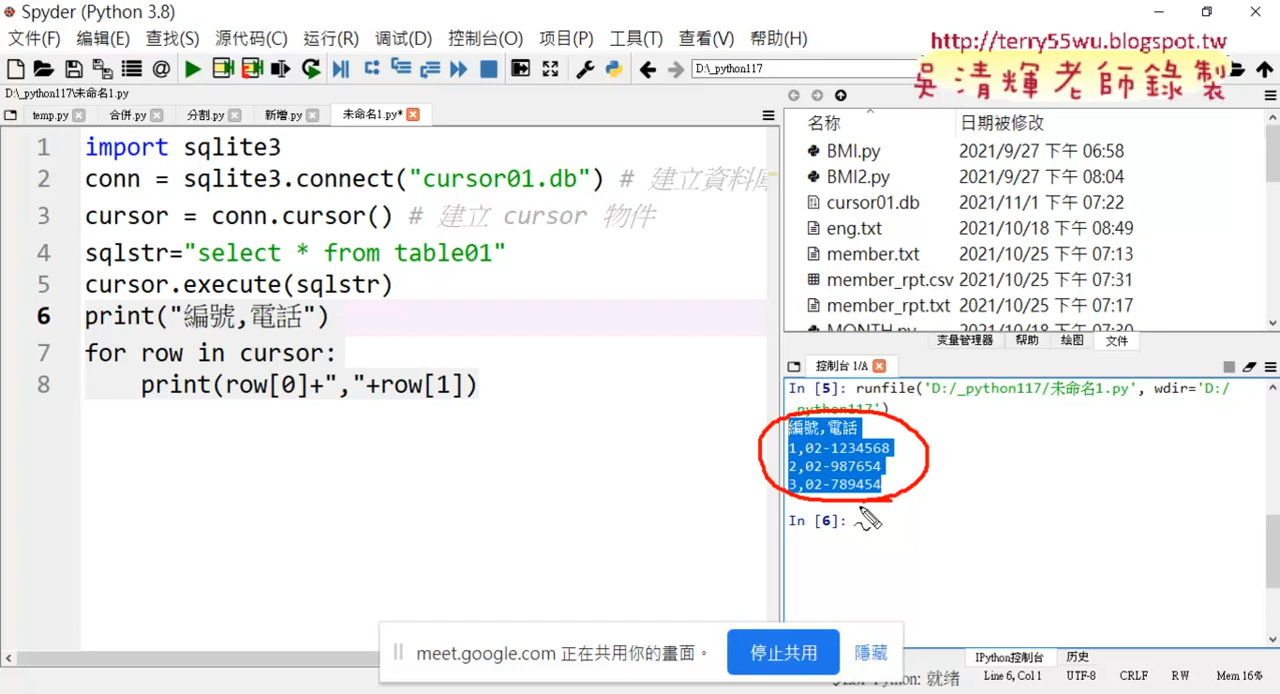 Spyder (Python 3.8)
文件(F) 编辑(E) 查找(S) 源代码(C) 运行(R) 调试(D) 控制台(O) 项目(P) 工具(T) 查看(V) 帮助(H)
http://terry55wu.blogspot.tw
吳清輝老師錄製
D:\_python117
D:\_python117\未命名1.py
temp.py 合併.py 分割.py 新增.py 未命名1.py*
1 import sqlite3
2 conn = sqlite3.connect("cursor01.db") # 建立資料庫
3 cursor = conn.cursor() # 建立 cursor 物件
4 sqlstr="select * from table01"
5 cursor.execute(sqlstr)
6 print("編號,電話")
7 for row in cursor:
8 print(row[0]+","+row[1])
名称 日期被修改
BMI.py 2021/9/27 下午 06:58
BMI2.py 2021/9/27 下午 08:04
cursor01.db 2021/11/1 下午 07:22
eng.txt 2021/10/18 下午 08:49
member.txt 2021/10/25 下午 07:13
member_rpt.csv 2021/10/25 下午 07:31
member_rpt.txt 2021/10/25 下午 07:17
MONTH.py 2021/10/18 下午 07:30
变量管理器 帮助 绘图 文件
控制台 1/A
In [5]: runfile('D:/_python117/未命名1.py', wdir='D:/
_python117')
編號,電話
1,02-1234568
2,02-987654
3,02-789454
In [6]:
meet.google.com 正在共用你的畫面。 停止共用 隱藏
IPython控制台 历史
Python: 就绪 Line 6, Col 1 UTF-8 CRLF RW Mem 16%